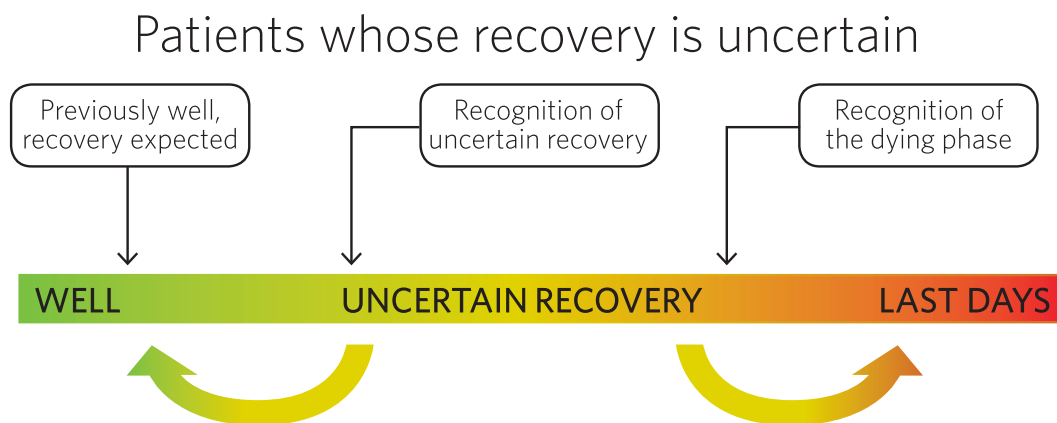 Patients whose recovery is uncertain
Previously well,
recovery expected
Recognition of
uncertain recovery
Recognition of
the dying phase
WELL
UNCERTAIN RECOVERY
LAST DAYS